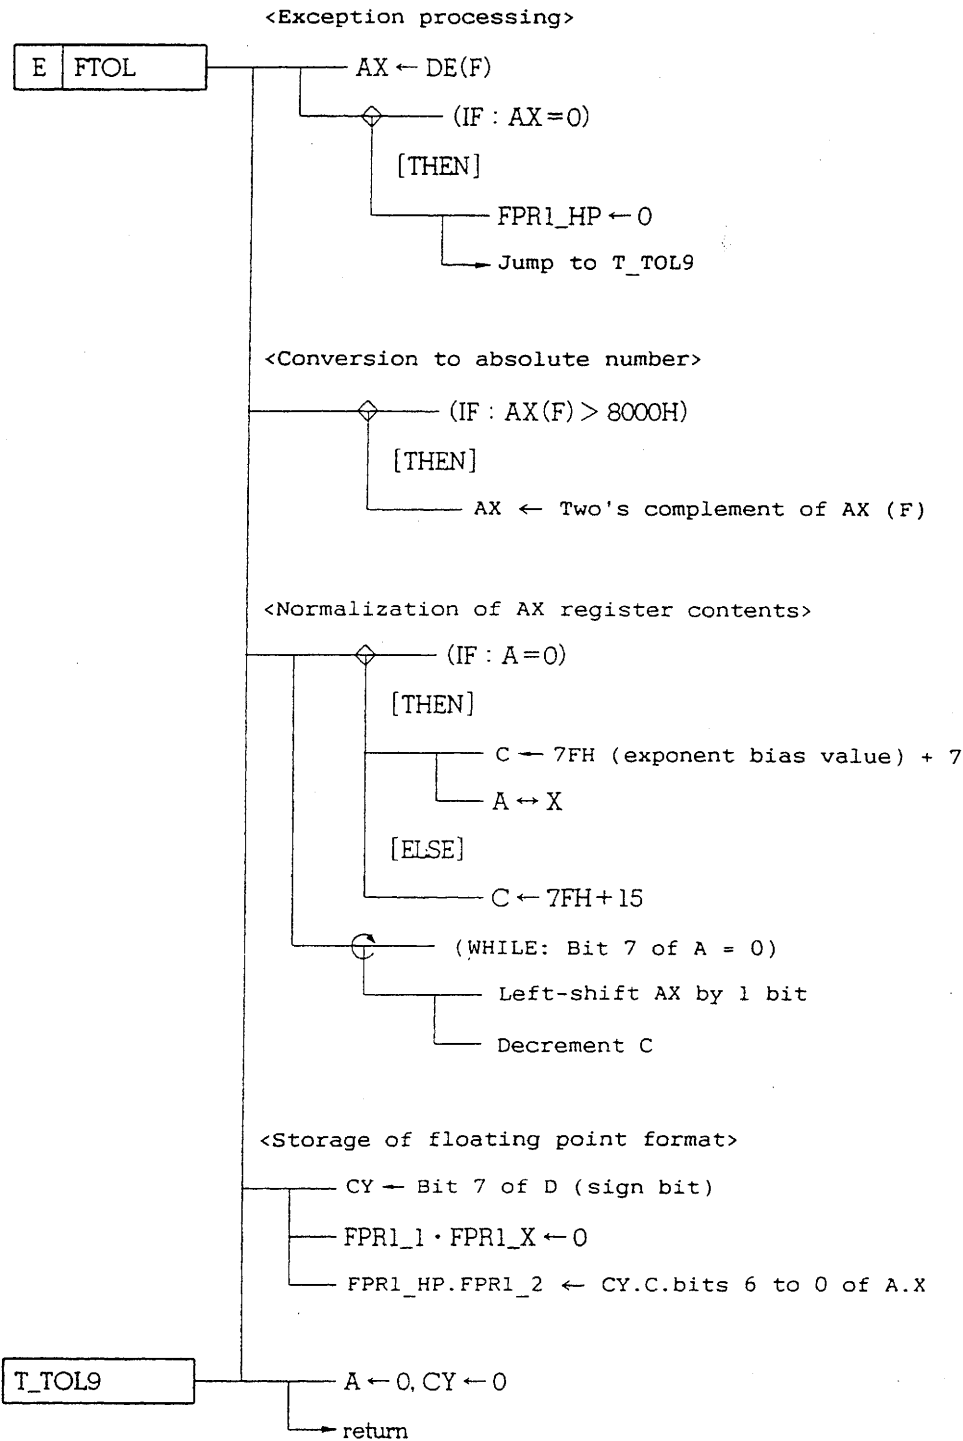 <Exception processing>
E FTOL AX ← DE(F)
(IF : AX=0)
[THEN]
FPR1_HP ← 0
Jump to T_TOL9
<Conversion to absolute number>
(IF : AX(F) > 8000H)
[THEN]
AX ← Two's complement of AX (F)
<Normalization of AX register contents>
(IF : A=0)
[THEN]
C ← 7FH (exponent bias value) + 7
A ↔ X
[ELSE]
C ← 7FH+15
(WHILE: Bit 7 of A = 0)
Left-shift AX by 1 bit
Decrement C
<Storage of floating point format>
CY ← Bit 7 of D (sign bit)
FPR1_1 · FPR1_X ← 0
FPR1_HP.FPR1_2 ← CY.C.bits 6 to 0 of A.X
T_TOL9 A ← 0, CY ← 0
return